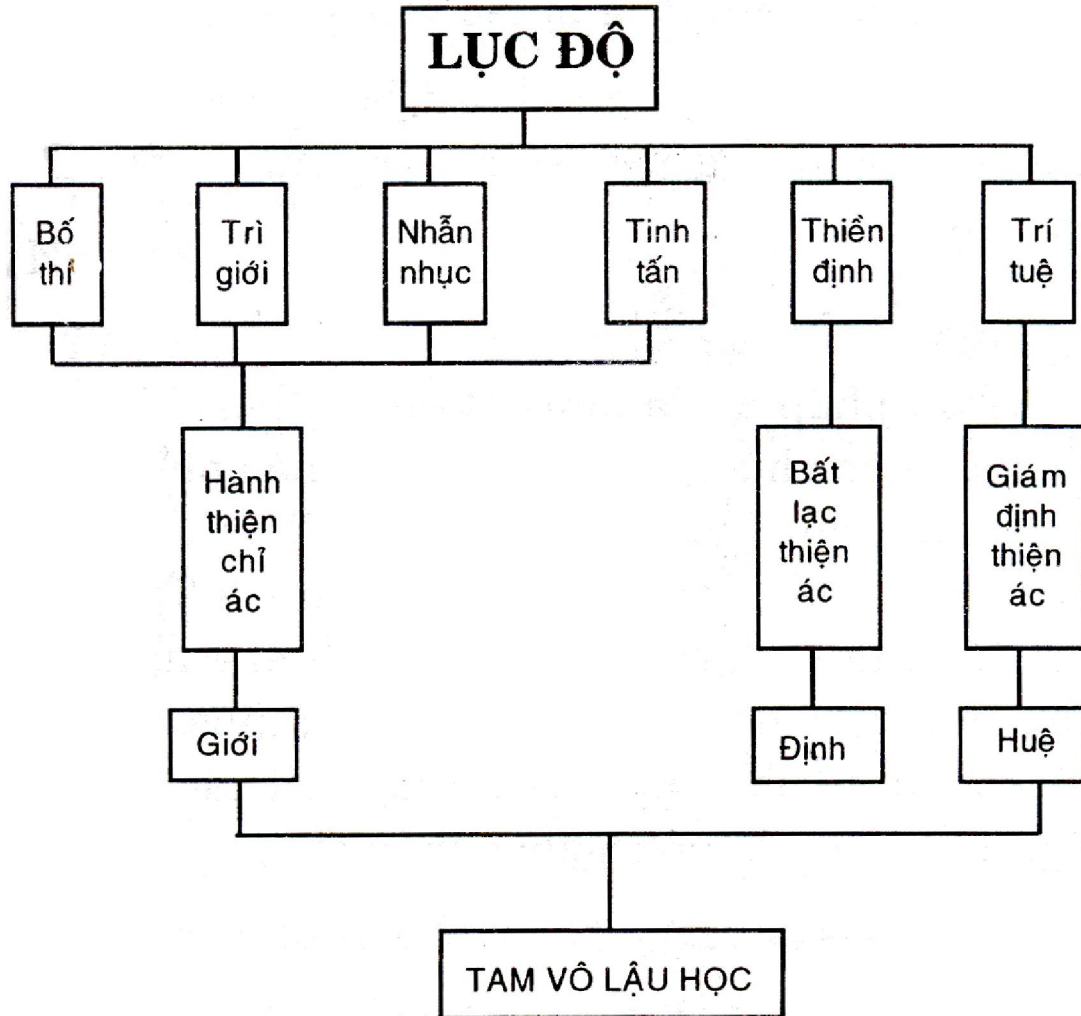 LỤC ĐỘ
Bố
thí
Trì
giới
Nhẫn
nhục
Tinh
tấn
Thiền
định
Trí
tuệ
Hành
thiện
chỉ
ác
Bất
lạc
thiện
ác
Giám
định
thiện
ác
Giới
Định
Huệ
TAM VÔ LẬU HỌC